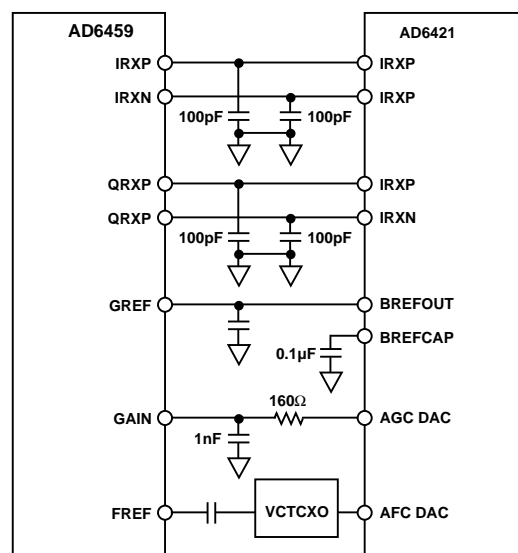 AD6459
AD6421
IRXP
IRXP
IRXN
IRXP
100pF
100pF
QRXP
IRXP
QRXP
IRXN
100pF
100pF
GREF
BREFOUT
BREFCAP
0.1µF
160Ω
GAIN
AGC DAC
1nF
FREF
VCTCXO
AFC DAC